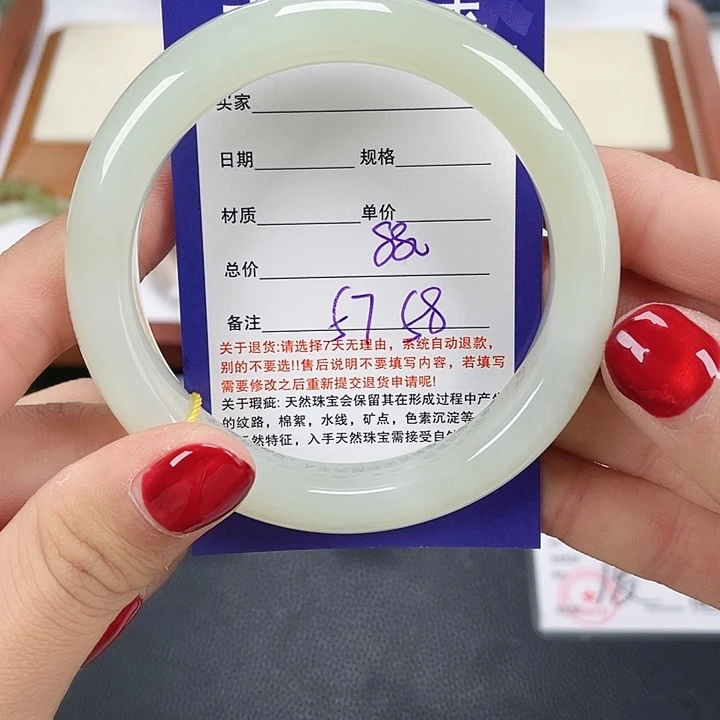 买家
日期 规格
材质 单价
880
总价
备注 57 58
关于退货:请选择7天无理由，系统自动退款，
别的不要选!!售后说明不要填写内容，若填写
需要修改之后重新提交退货申请呢!
关于瑕疵: 天然珠宝会保留其在形成过程中产生
的纹路，棉絮，水线，矿点，色素沉淀等
然特征，入手天然珠宝需接受自然